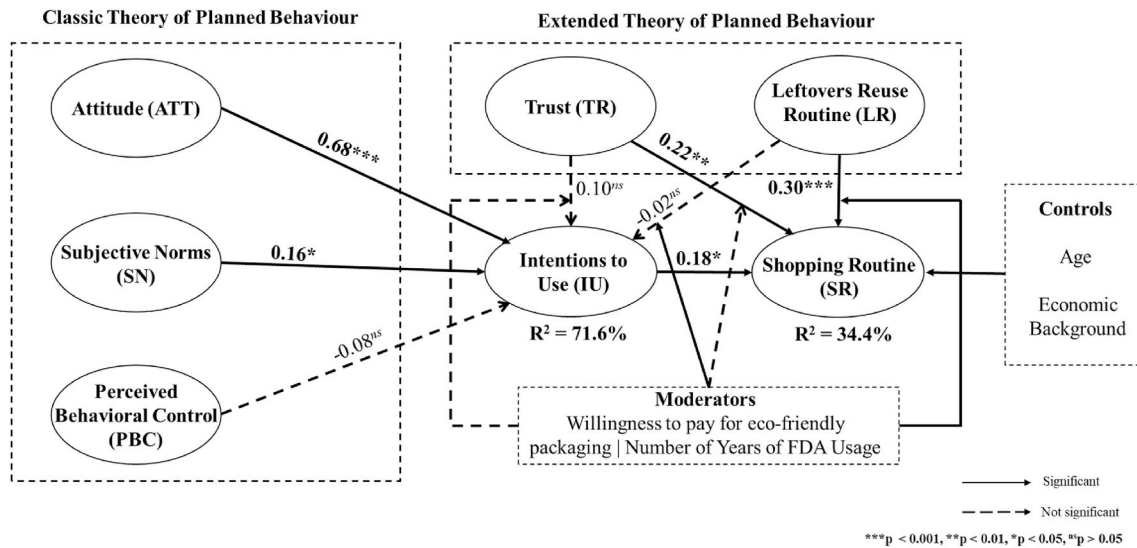 Classic Theory of Planned Behaviour
Extended Theory of Planned Behaviour
Attitude (ATT)
Trust (TR)
Leftovers Reuse
Routine (LR)
0.68***
0.22**
0.10ns
-0.02ns
0.30***
Controls
Age
Economic
Background
Subjective Norms
(SN)
0.16*
Intentions to
Use (IU)
0.18*
Shopping Routine
(SR)
R² = 71.6%
R² = 34.4%
-0.08ns
Perceived
Behavioral Control
(PBC)
Moderators
Willingness to pay for eco-friendly
packaging | Number of Years of FDA Usage
Significant
Not significant
***p < 0.001, **p < 0.01, *p < 0.05, nsp > 0.05